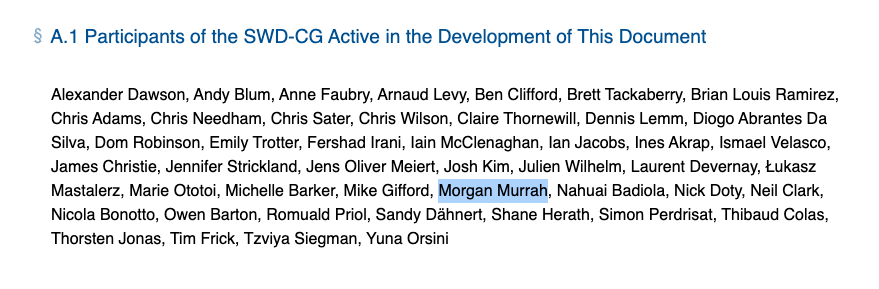 § A.1 Participants of the SWD-CG Active in the Development of This Document
Alexander Dawson, Andy Blum, Anne Faubry, Arnaud Levy, Ben Clifford, Brett Tackaberry, Brian Louis Ramirez,
Chris Adams, Chris Needham, Chris Sater, Chris Wilson, Claire Thornewill, Dennis Lemm, Diogo Abrantes Da
Silva, Dom Robinson, Emily Trotter, Fershad Irani, Iain McClenaghan, Ian Jacobs, Ines Akrap, Ismael Velasco,
James Christie, Jennifer Strickland, Jens Oliver Meiert, Josh Kim, Julien Wilhelm, Laurent Devernay, Łukasz
Mastalerz, Marie Ototoi, Michelle Barker, Mike Gifford, Morgan Murrah, Nahuai Badiola, Nick Doty, Neil Clark,
Nicola Bonotto, Owen Barton, Romuald Priol, Sandy Dähnert, Shane Herath, Simon Perdrisat, Thibaud Colas,
Thorsten Jonas, Tim Frick, Tzviya Siegman, Yuna Orsini